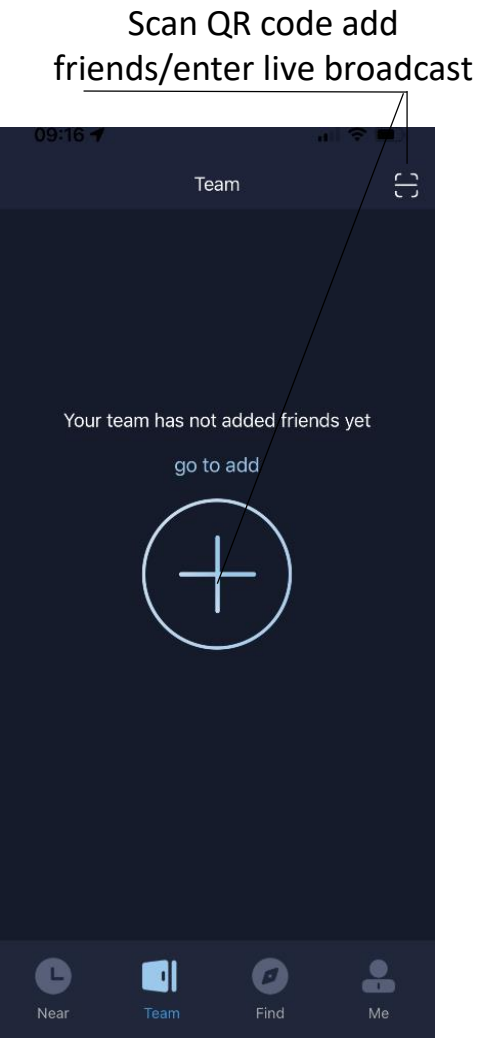 Scan QR code add
friends/enter live broadcast
09:16
Team
Your team has not added friends yet
go to add
Near
Team
Find
Me